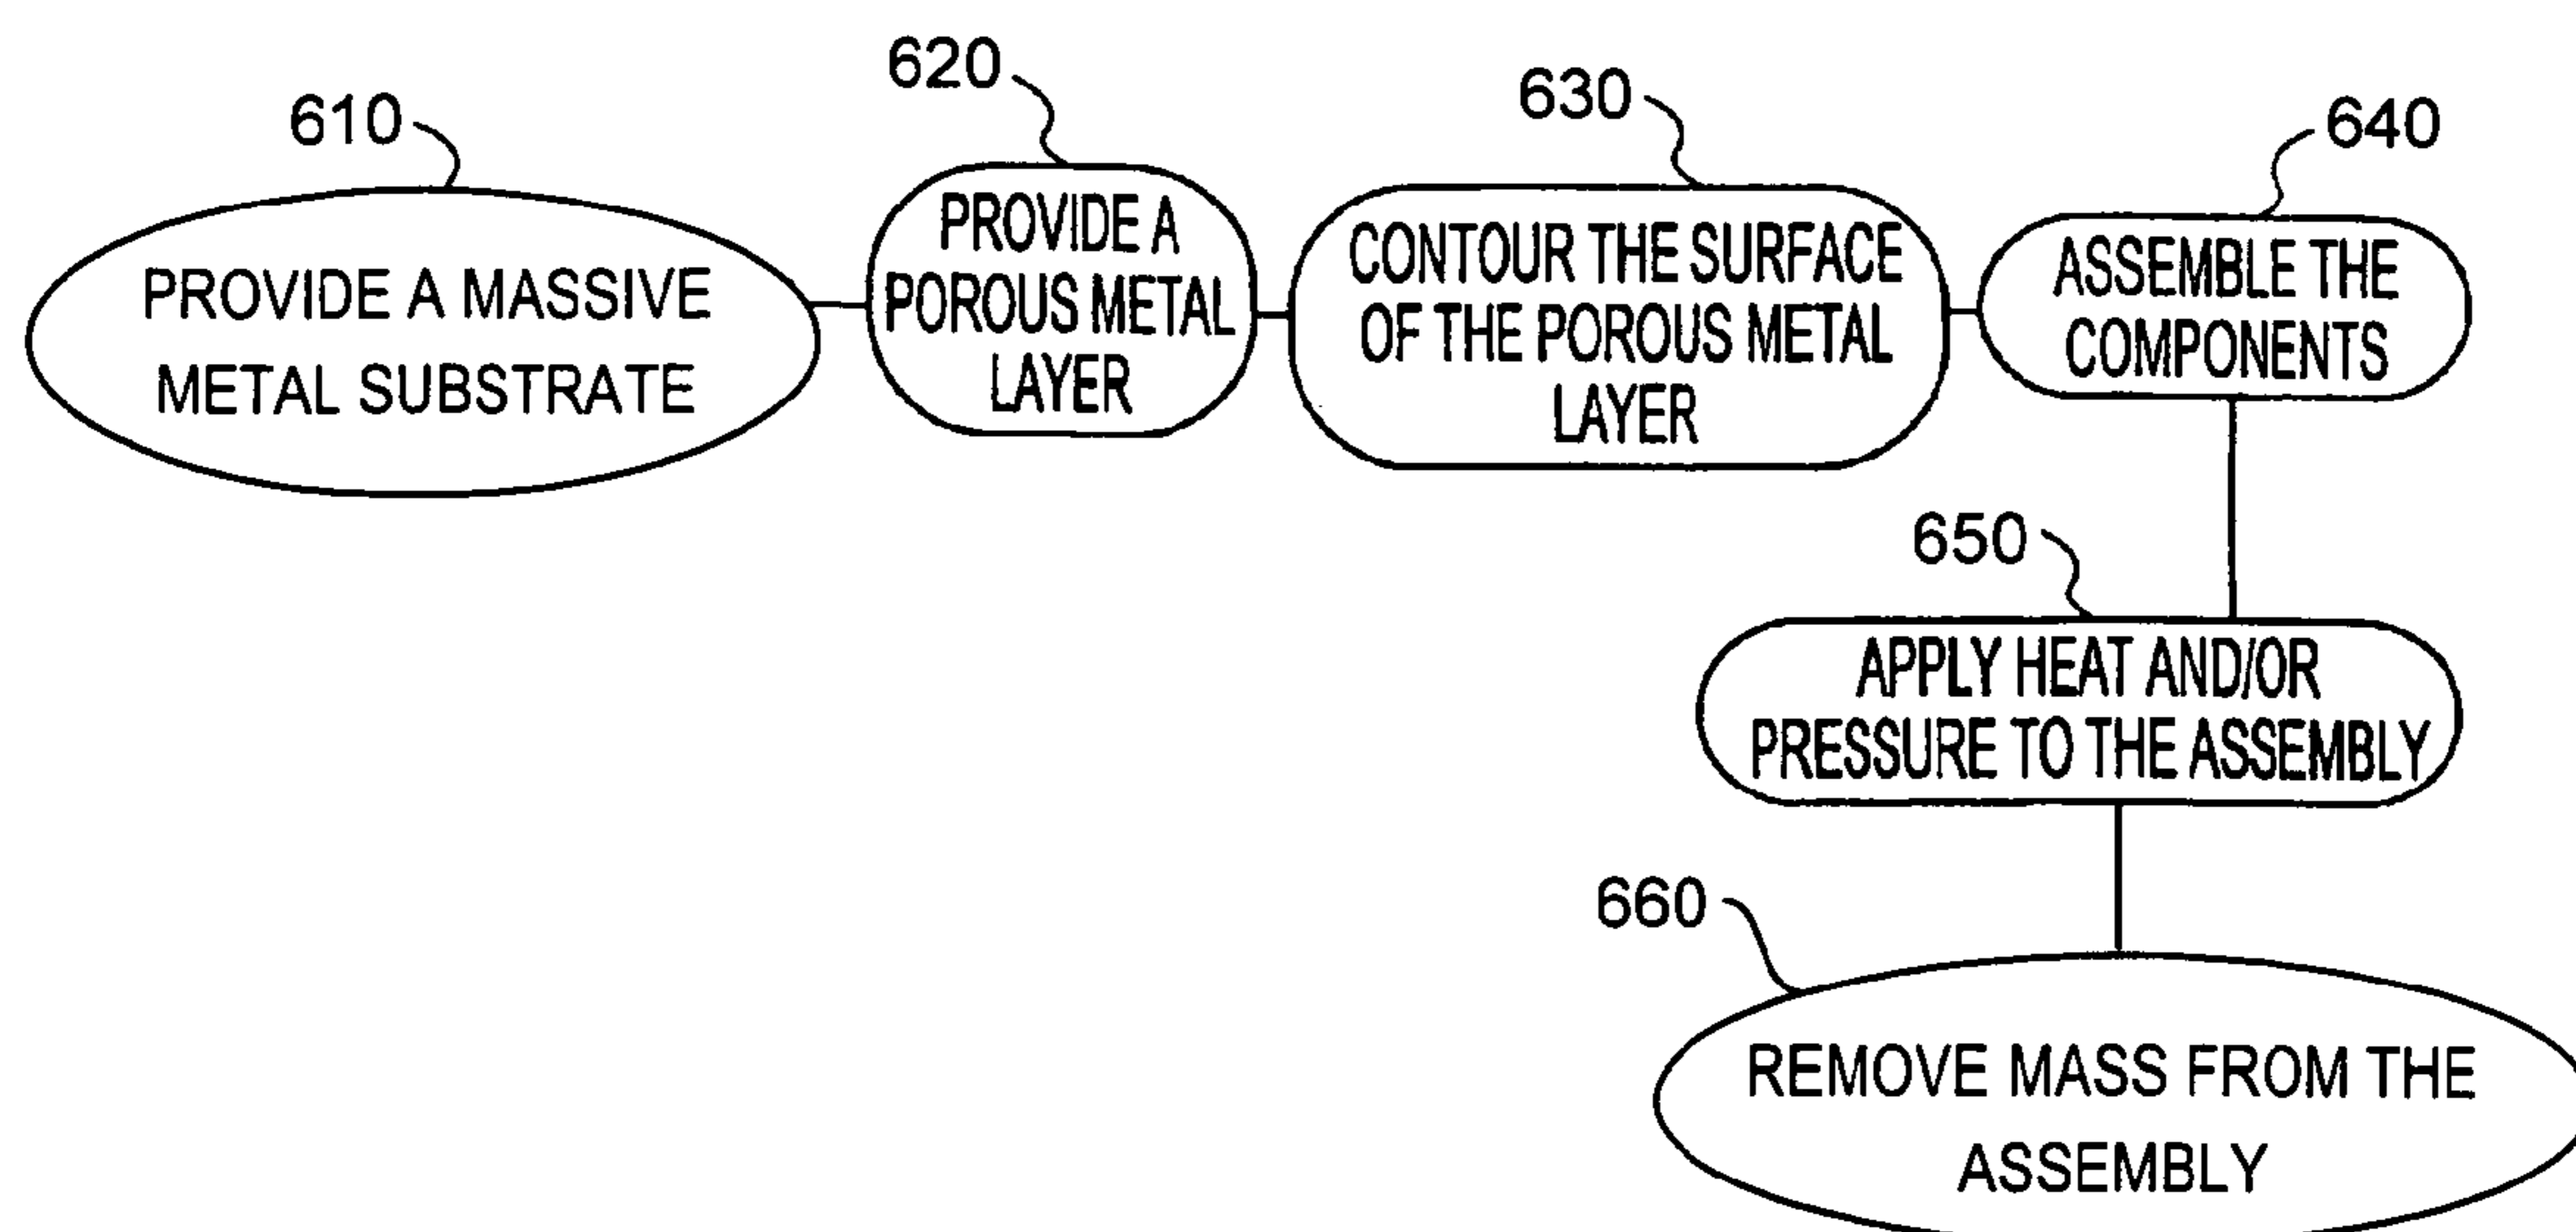 610
PROVIDE A MASSIVE
METAL SUBSTRATE
620
PROVIDE A
POROUS METAL
LAYER
630
CONTOUR THE SURFACE
OF THE POROUS METAL
LAYER
640
ASSEMBLE THE
COMPONENTS
650
APPLY HEAT AND/OR
PRESSURE TO THE ASSEMBLY
660
REMOVE MASS FROM THE
ASSEMBLY